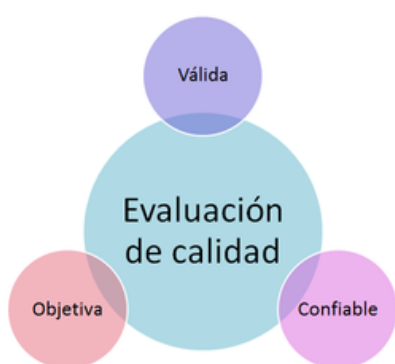 Válida
Evaluación
de calidad
Objetiva
Confiable